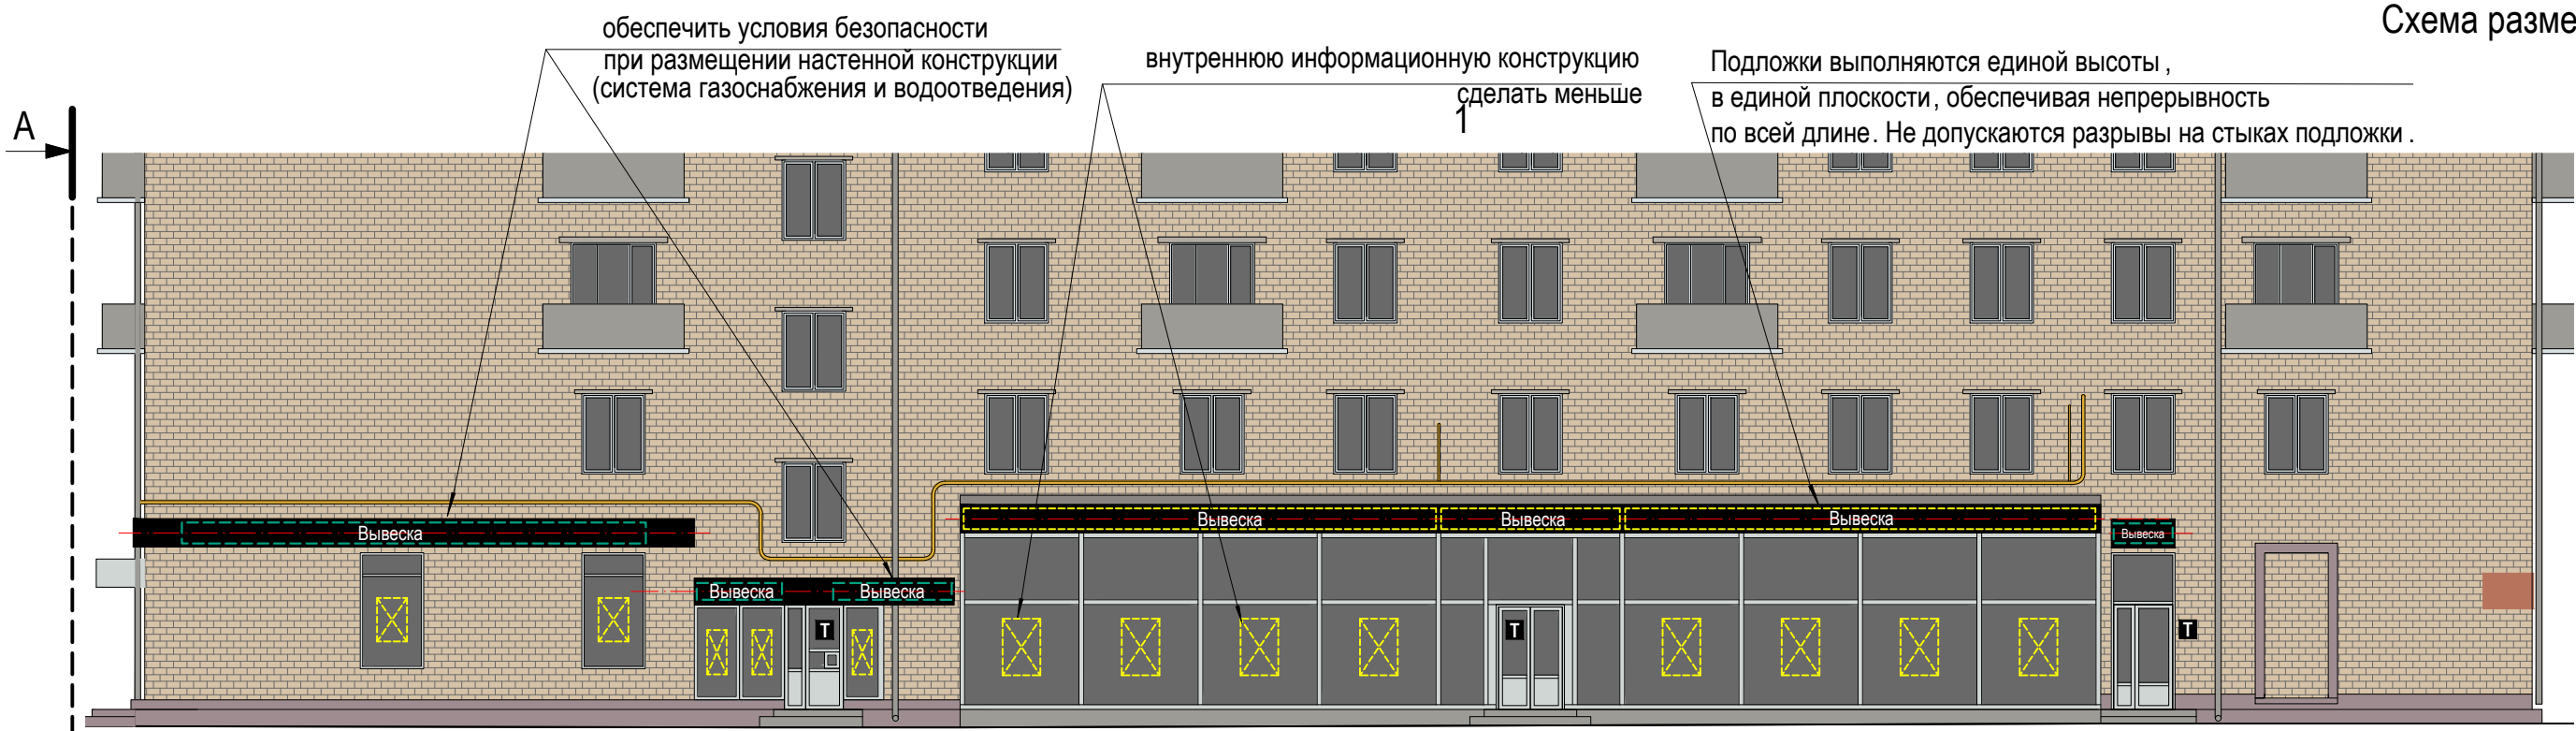 Схема разме
обеспечить условия безопасности
при размещении настенной конструкции
(система газоснабжения и водоотведения)
внутреннюю информационную конструкцию
сделать меньше
1
Подложки выполняются единой высоты,
в единой плоскости, обеспечивая непрерывность
по всей длине. Не допускаются разрывы на стыках подложки.
А
Вывеска
Вывеска
Вывеска
Вывеска
Вывеска
Вывеска
Вывеска
Т
Т
Т